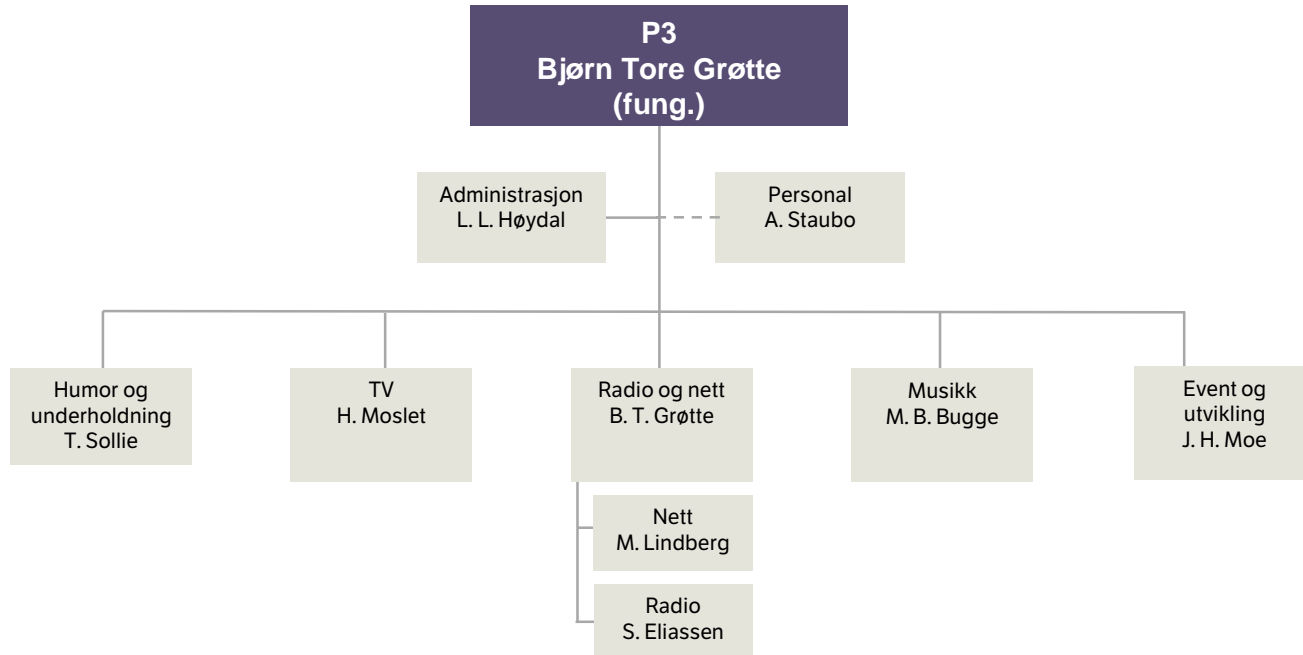 P3
Bjørn Tore Grøtte
(fung.)
Administrasjon
L. L. Høydal
Personal
A. Staubo
Humor og
underholdning
T. Sollie
TV
H. Moslet
Radio og nett
B. T. Grøtte
Musikk
M. B. Bugge
Event og
utvikling
J. H. Moe
Nett
M. Lindberg
Radio
S. Eliassen